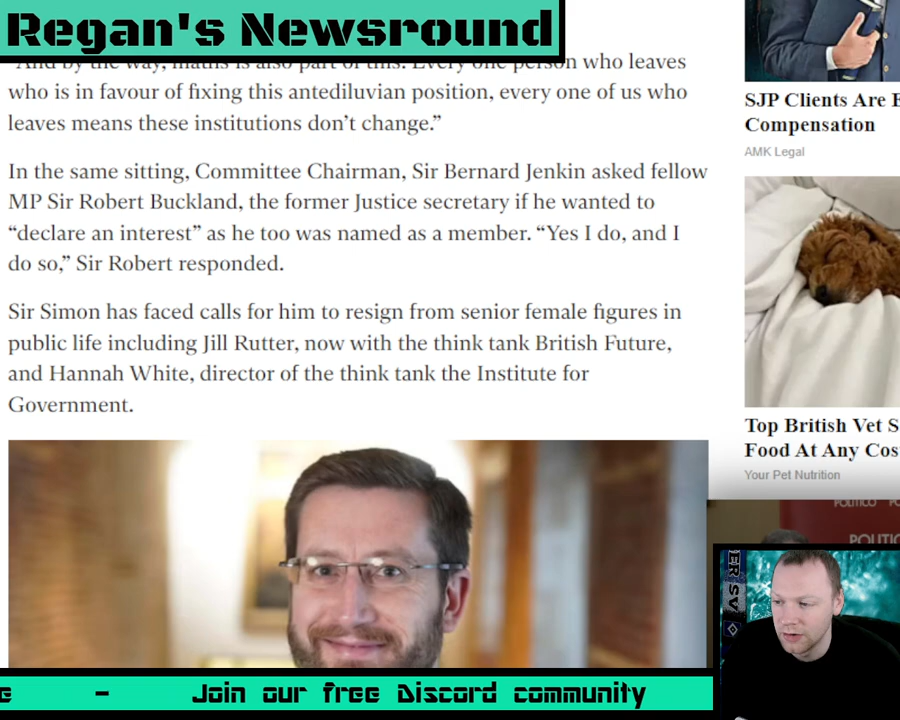 Regan's Newsround
"And by the way, maths is also part of this. Every one person who leaves
who is in favour of fixing this antediluvian position, every one of us who
leaves means these institutions don't change."
In the same sitting, Committee Chairman, Sir Bernard Jenkin asked fellow
MP Sir Robert Buckland, the former Justice secretary if he wanted to
“declare an interest” as he too was named as a member. “Yes I do, and I
do so,” Sir Robert responded.
Sir Simon has faced calls for him to resign from senior female figures in
public life including Jill Rutter, now with the think tank British Future,
and Hannah White, director of the think tank the Institute for
Government.
SJP Clients Are
Compensation
AMK Legal
Top British Vet
Food At Any
Your Pet Nutrition
POLITICO
- Join our free Discord community